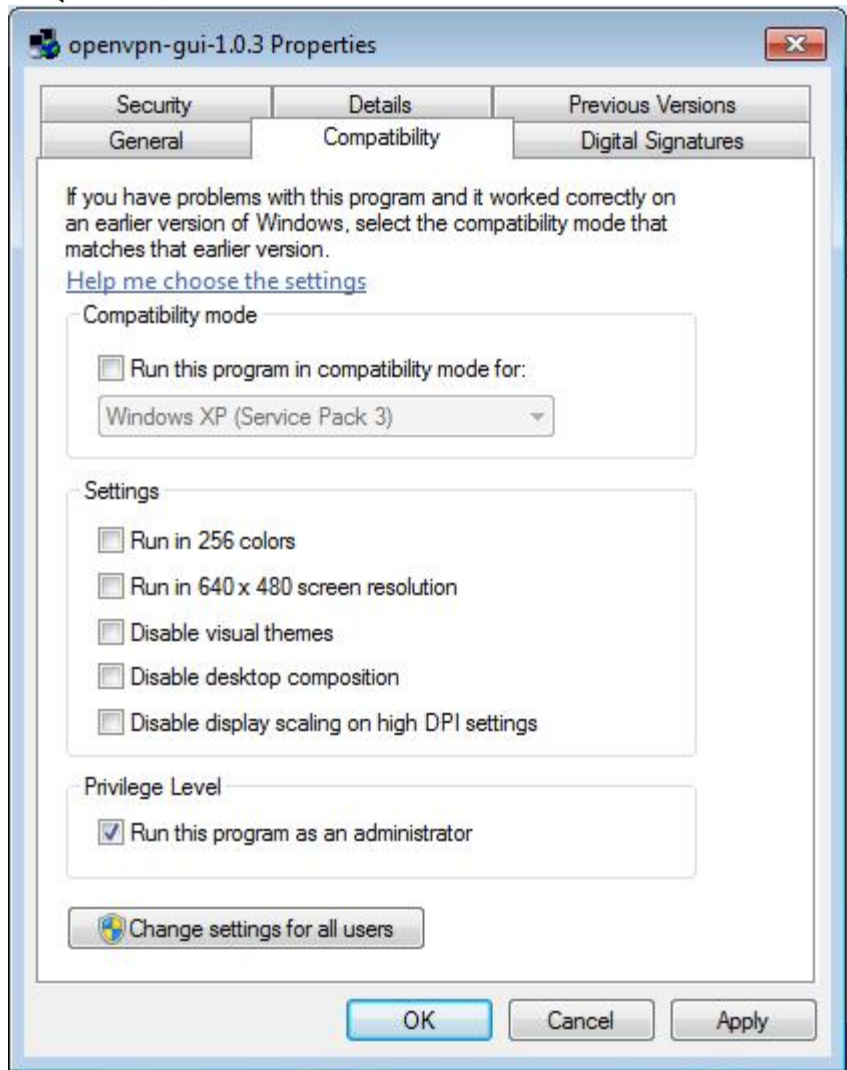 openvpn-gui-1.0.3 Properties
Security Details Previous Versions
General Compatibility Digital Signatures
If you have problems with this program and it worked correctly on
an earlier version of Windows, select the compatibility mode that
matches that earlier version.
Help me choose the settings
Compatibility mode
Run this program in compatibility mode for:
Windows XP (Service Pack 3)
Settings
Run in 256 colors
Run in 640 x 480 screen resolution
Disable visual themes
Disable desktop composition
Disable display scaling on high DPI settings
Privilege Level
Run this program as an administrator
Change settings for all users
OK Cancel Apply